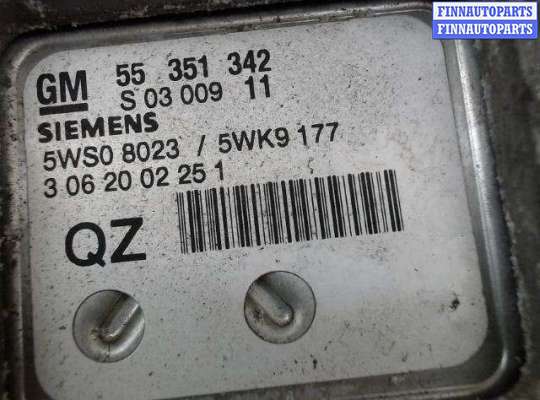 FINNAUTOPARTS
FINNAUTOPARTS
GM 55 351 342
S 03 009 11
SIEMENS
5WS0 8023 / 5WK9 177
3 06 20 02 25 1
QZ